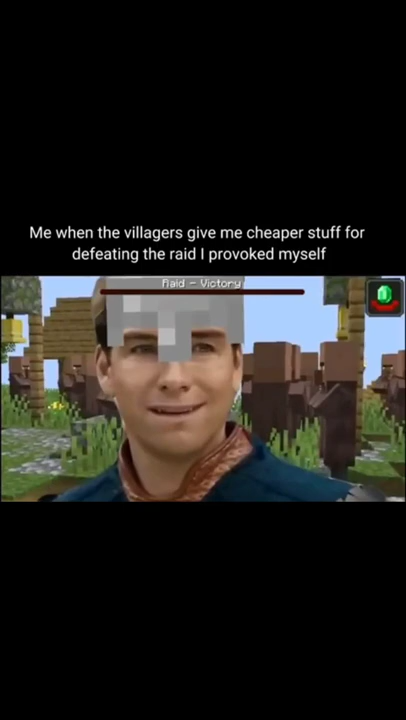 Me when the villagers give me cheaper stuff for
defeating the raid I provoked myself
Raid - Victory